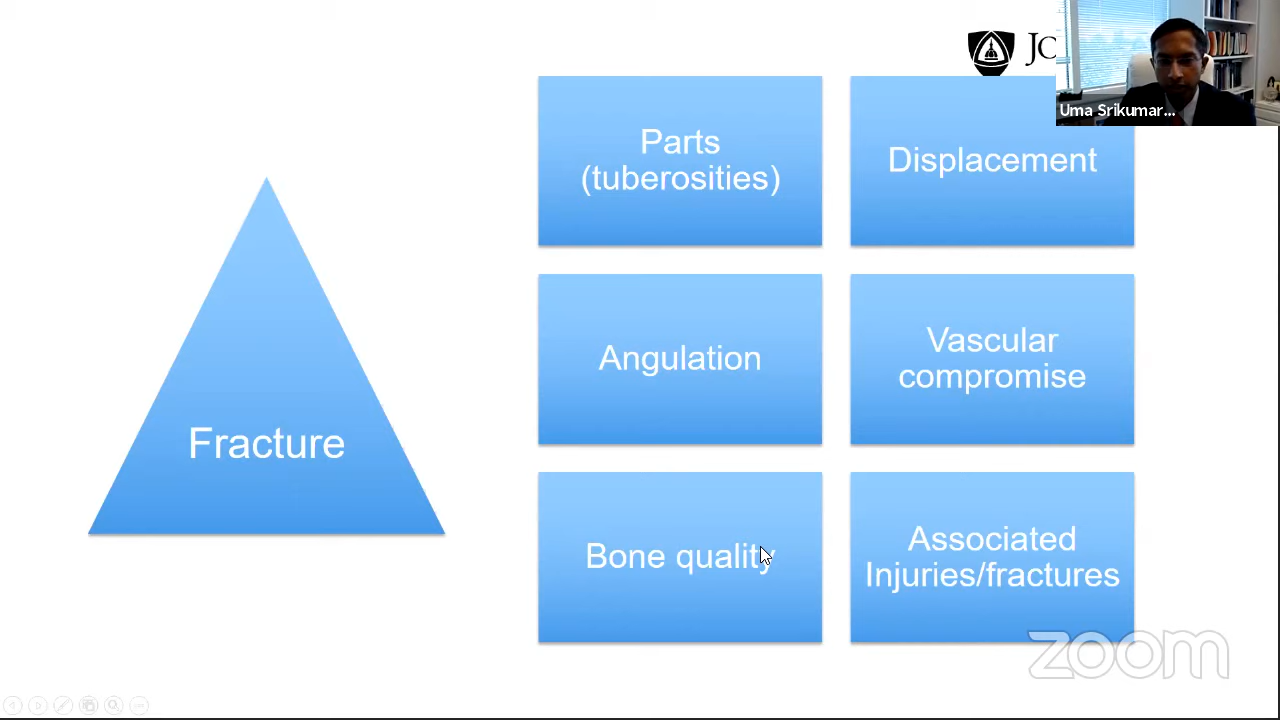 Uma Srikumar...
Parts
(tuberosities)
Displacement
Angulation
Vascular
compromise
Fracture
Bone quality
Associated
Injuries/fractures
zoom